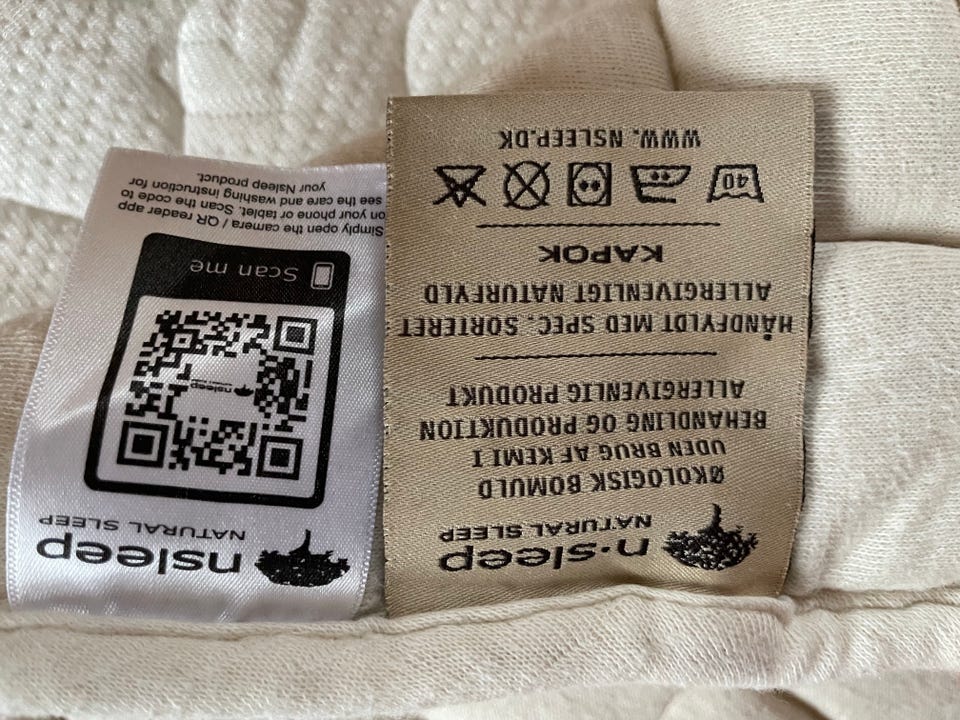 nsleep
NATURAL SLEEP
Scan me
nsleep
Simply open the camera / QR reader app
on your phone or tablet. Scan the code to
see the care and washing instruction for
your Nsleep product.
n·sleep
NATURAL SLEEP
ØKOLOGISK BOMULD
UDEN BRUG AF KEMI I
BEHANDLING OG PRODUKTION
ALLERGIVENLIG PRODUKT
HÅNDFYLDT MED SPEC. SORTERET
ALLERGIVENLIGT NATURFYLD
KAPOK
40
WWW. NSLEEP.DK